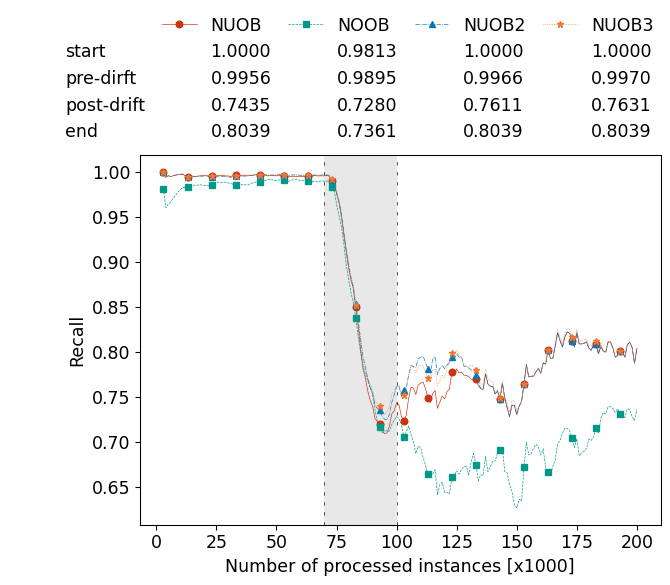 NUOB NOOB NUOB2 NUOB3
start 1.0000 0.9813 1.0000 1.0000
pre-dirft 0.9956 0.9895 0.9966 0.9970
post-drift 0.7435 0.7280 0.7611 0.7631
end 0.8039 0.7361 0.8039 0.8039
1.00
0.95
0.90
0.85
0.80
0.75
0.70
0.65
Recall
0 25 50 75 100 125 150 175 200
Number of processed instances [x1000]